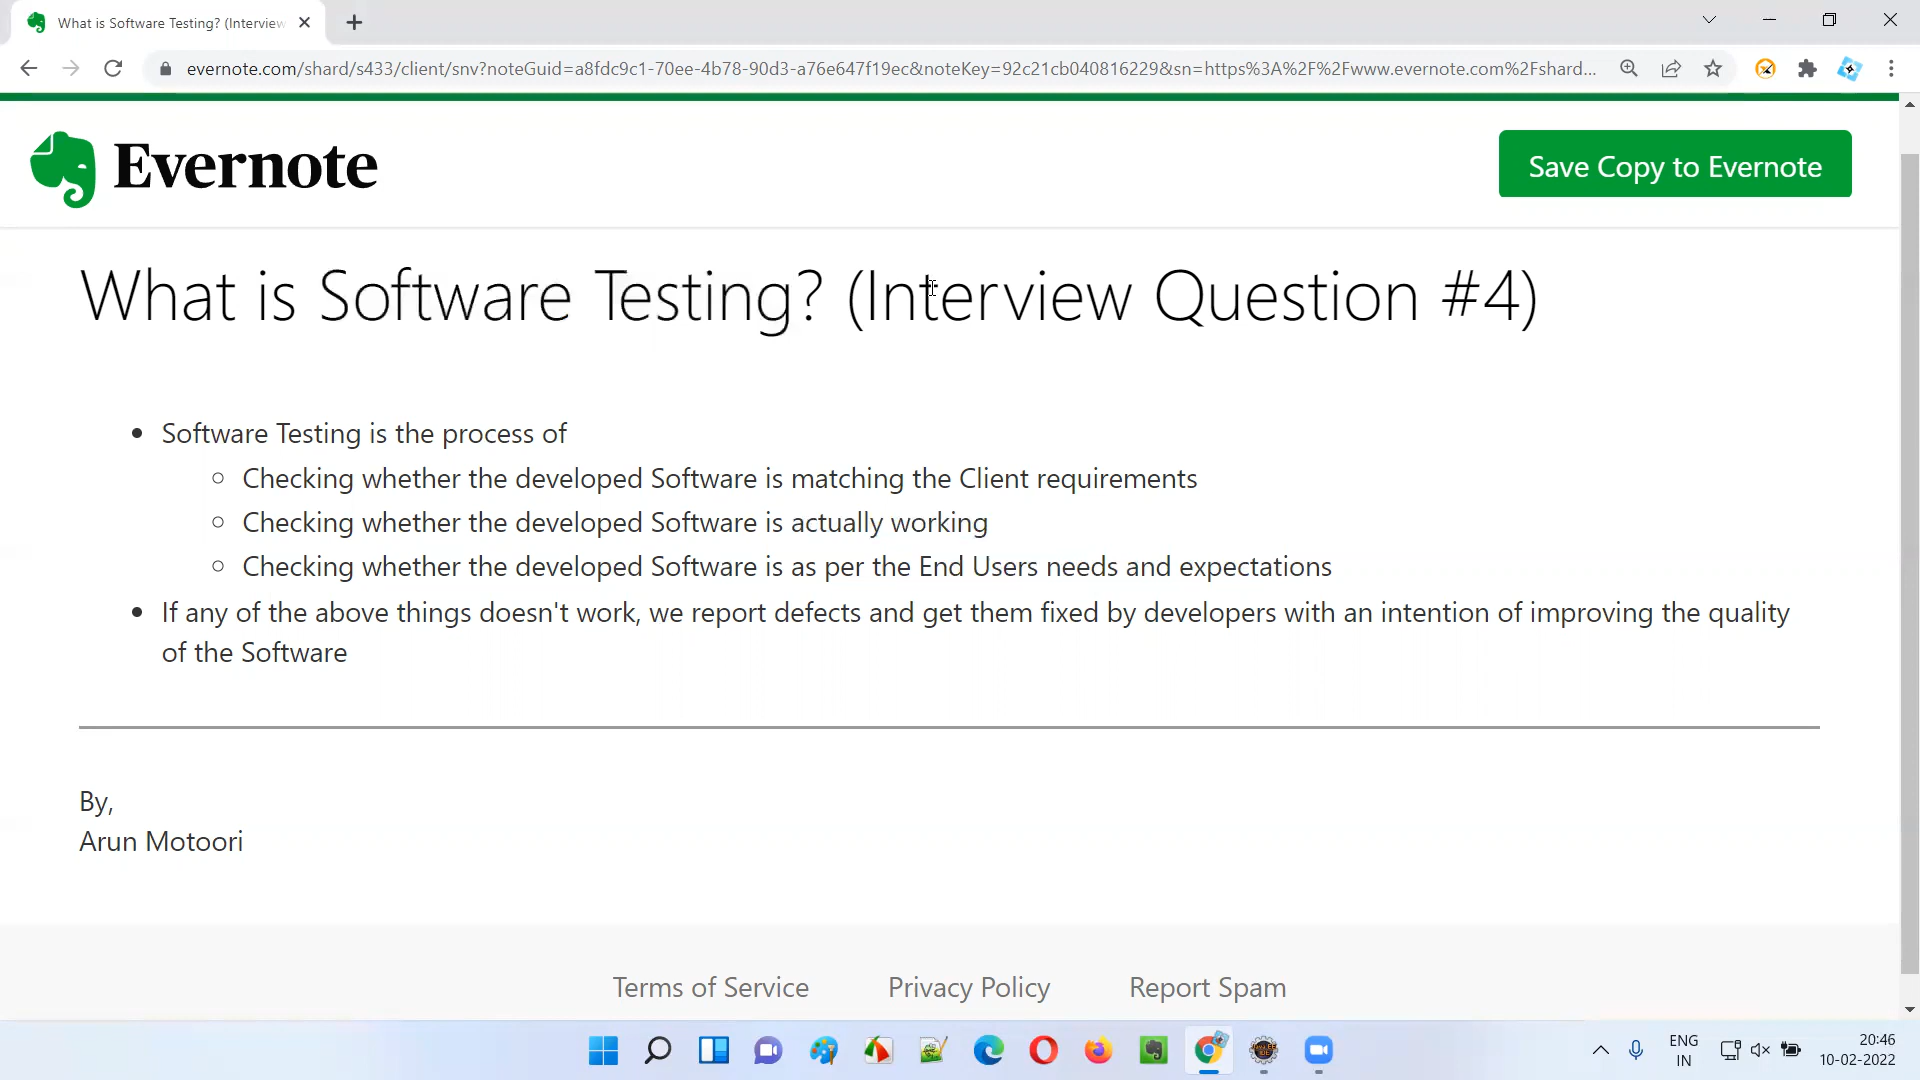 What is Software Testing? (Interview
evernote.com/shard/s433/client/snv?noteGuid=a8fdc9c1-70ee-4b78-90d3-a76e647f19ec&noteKey=92c21cb040816229&sn=https%3A%2F%2Fwww.evernote.com%2Fshard...
Evernote
Save Copy to Evernote
What is Software Testing? (Interview Question #4)
• Software Testing is the process of
○ Checking whether the developed Software is matching the Client requirements
○ Checking whether the developed Software is actually working
○ Checking whether the developed Software is as per the End Users needs and expectations
• If any of the above things doesn't work, we report defects and get them fixed by developers with an intention of improving the quality
of the Software
By,
Arun Motoori
Terms of Service Privacy Policy Report Spam
ENG
IN
20:46
10-02-2022